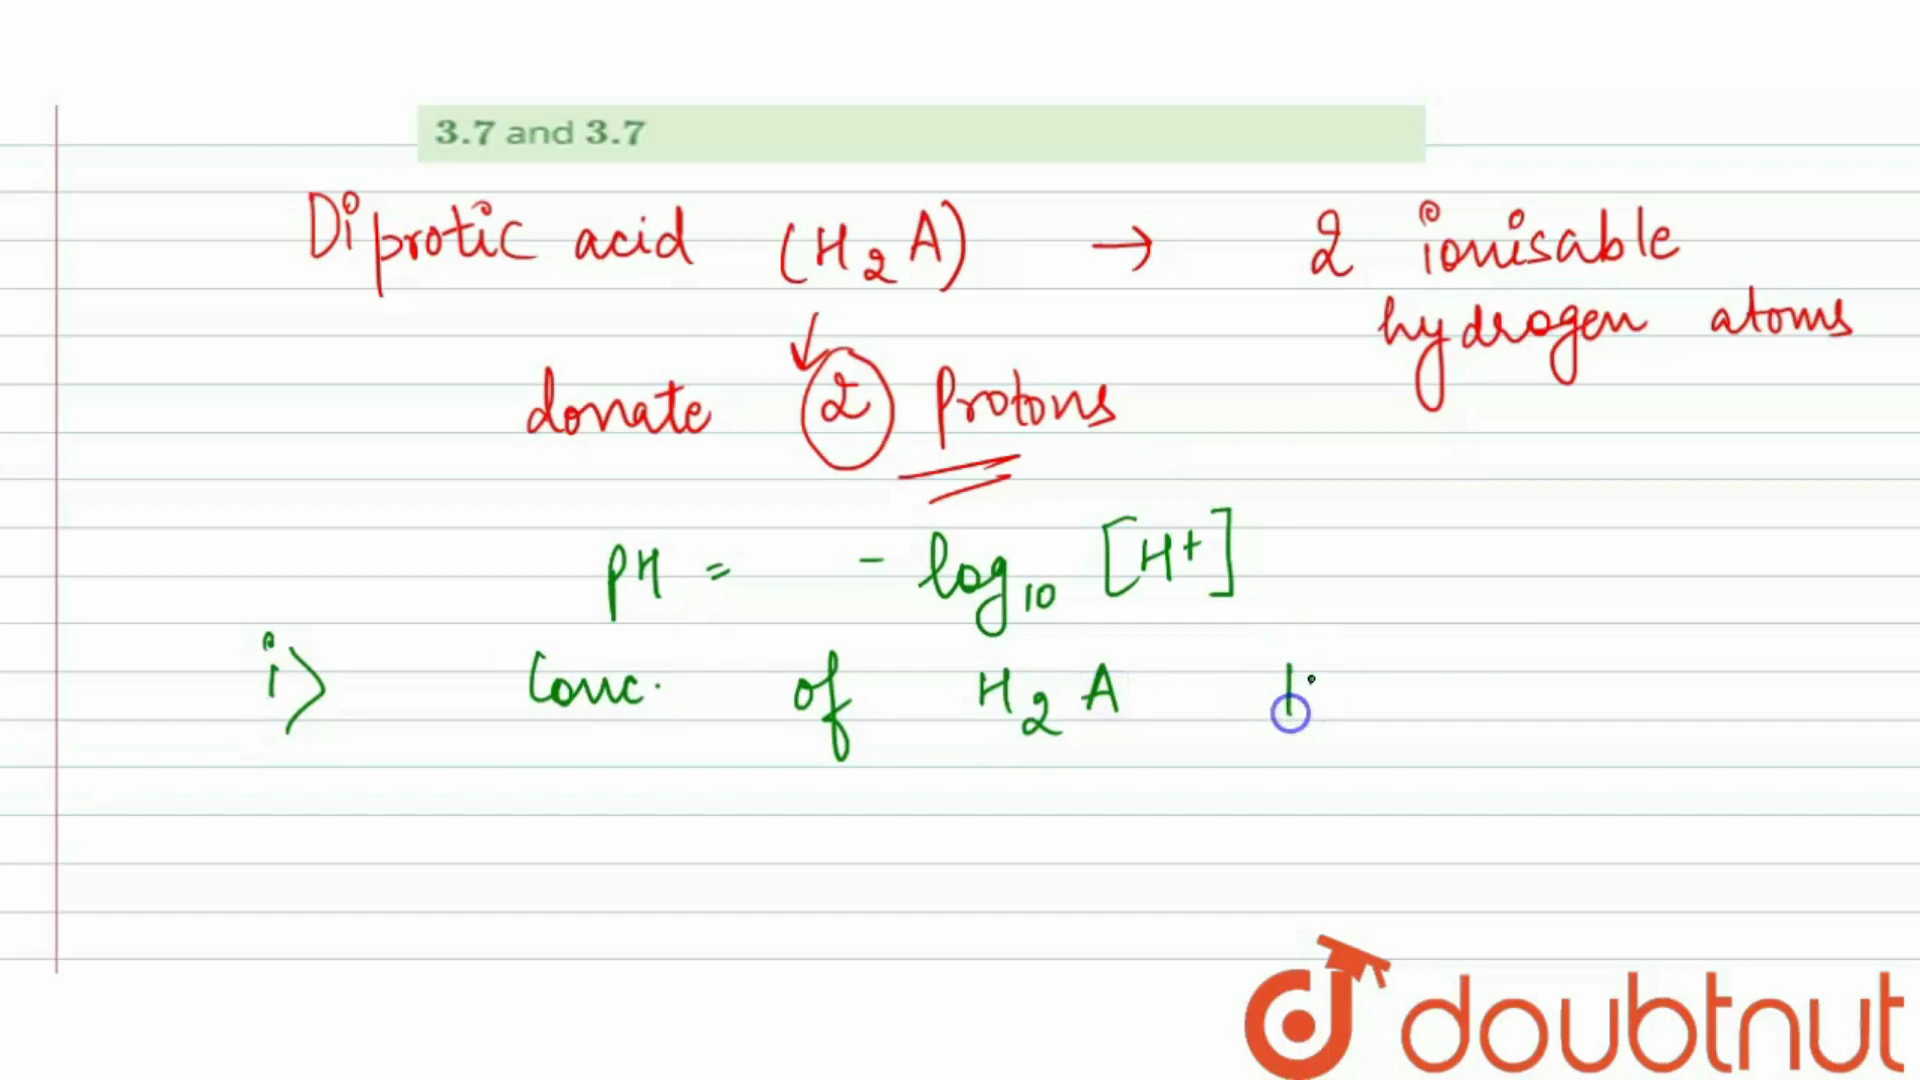 3.7 and 3.7
Diprotic acid (H2A) → 2 ionisable
hydrogen atoms
donate 2 Protons
pH = - log10 [H+]
i) Conc. of H2A
doubtnut